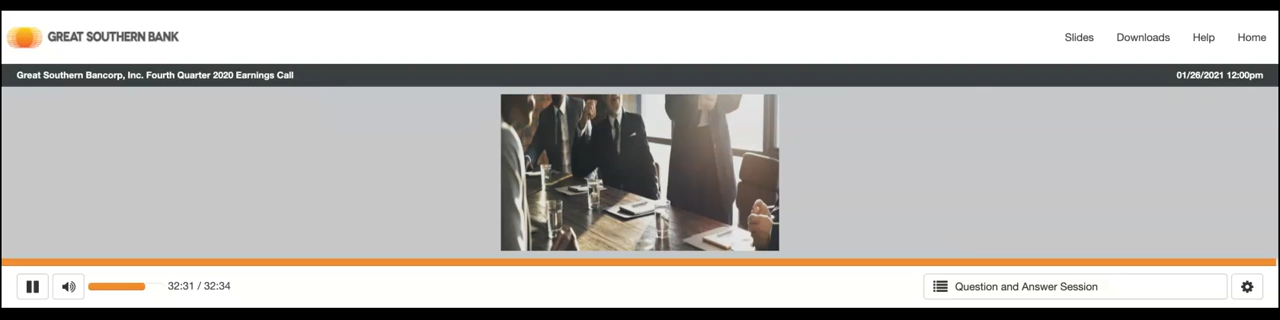 GREAT SOUTHERN BANK
Slides Downloads Help Home
Great Southern Bancorp, Inc. Fourth Quarter 2020 Earnings Call 01/26/2021 12:00pm
32:31 / 32:34 Question and Answer Session